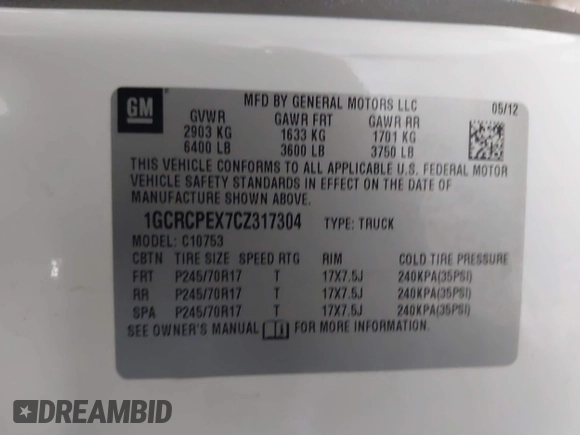 GM
MFD BY GENERAL MOTORS LLC 05/12
GVWR GAWR FRT GAWR RR
2903 KG 1633 KG 1701 KG
6400 LB 3600 LB 3750 LB
THIS VEHICLE CONFORMS TO ALL APPLICABLE U.S. FEDERAL MOTOR
VEHICLE SAFETY STANDARDS IN EFFECT ON THE DATE OF
MANUFACTURE SHOWN ABOVE.
1GCRCPEX7CZ317304 TYPE: TRUCK
MODEL: C10753
CBTN TIRE SIZE SPEED RTG RIM COLD TIRE PRESSURE
FRT P245/70R17 T 17X7.5J 240KPA(35PSI)
RR P245/70R17 T 17X7.5J 240KPA(35PSI)
SPA P245/70R17 T 17X7.5J 240KPA(35PSI)
SEE OWNER'S MANUAL FOR MORE INFORMATION.
DREAMBID